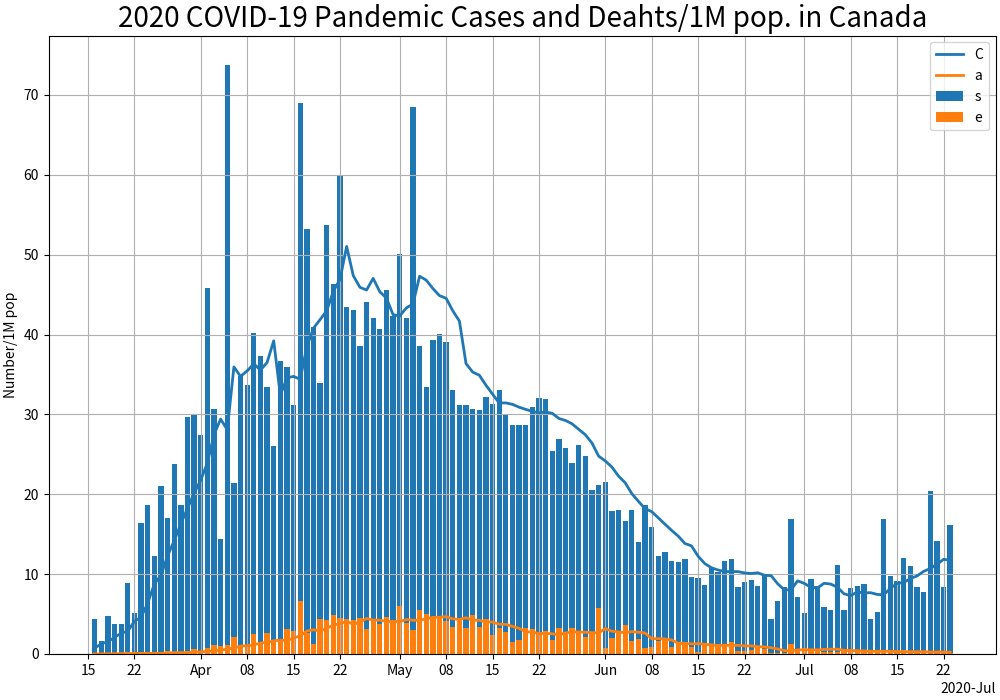 2020 COVID-19 Pandemic Cases and Deahts/1M pop. in Canada
C
a
s
e
Number/1M pop
70
60
50
40
30
20
10
0
15 22 Apr 08 15 22 May 08 15 22 Jun 08 15 22 Jul 08 15 22
2020-Jul